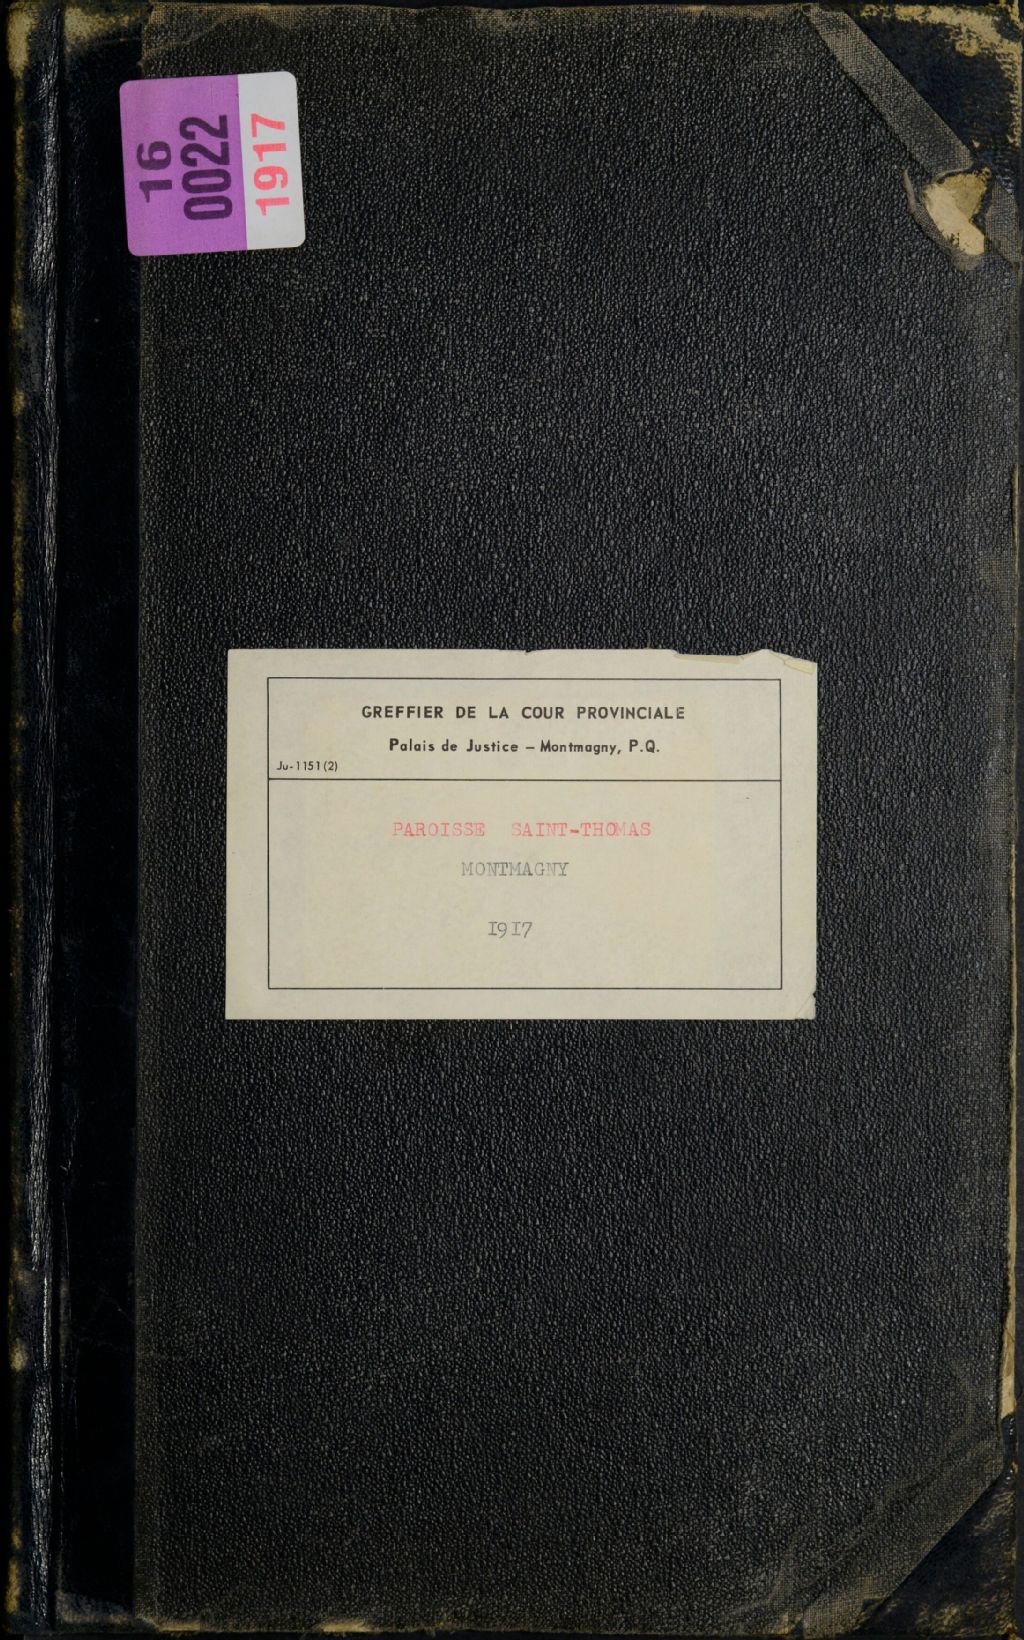 16
0022
1917
GREFFIER DE LA COUR PROVINCIALE
Palais de Justice – Montmagny, P.Q.
Ju-1151(2)
PAROISSE SAINT-THOMAS
MONTMAGNY
1917